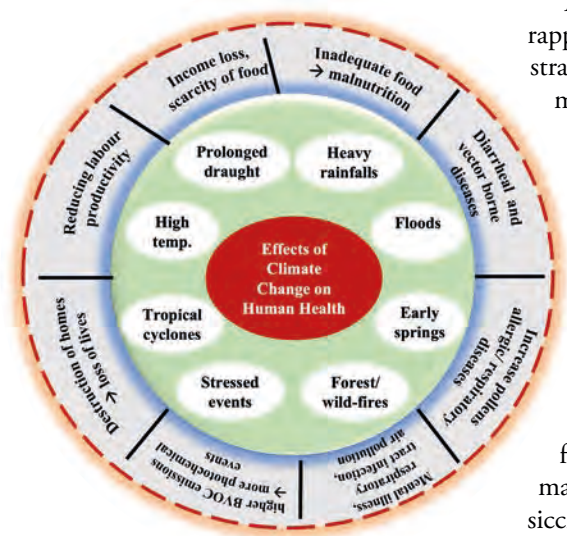 rapp
stra
m
Income loss,
scarcity of food
Inadequate food
→ malnutrition
Diarrheal and
vector borne
diseases
Increase pollens
allergic/ respiratory
diseases
Mental illness,
respiratory
tract infection,
air pollution
higher BVOC emissions
→ more photochemical
events
Destruction of homes
→ loss of lives
Reducing labour
productivity
Prolonged
draught
Heavy
rainfalls
Floods
Early
springs
Forest/
wild-fires
Stressed
events
Tropical
cyclones
High
temp.
Effects of
Climate
Change on
Human Health
f
ma
sicc